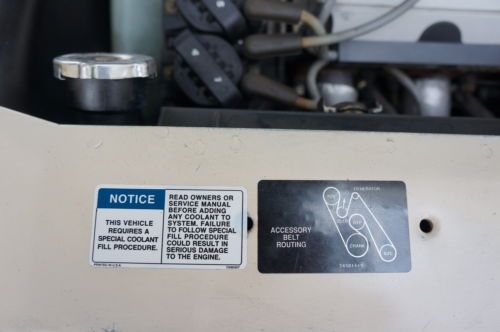 NOTICE
THIS VEHICLE
REQUIRES A
SPECIAL COOLANT
FILL PROCEDURE.
READ OWNERS OR
SERVICE MANUAL
BEFORE ADDING
ANY COOLANT TO
SYSTEM. FAILURE
TO FOLLOW SPECIAL
FILL PROCEDURE
COULD RESULT IN
SERIOUS DAMAGE
TO THE ENGINE.
ACCESSORY
BELT
ROUTING
GENERATOR
CRANK